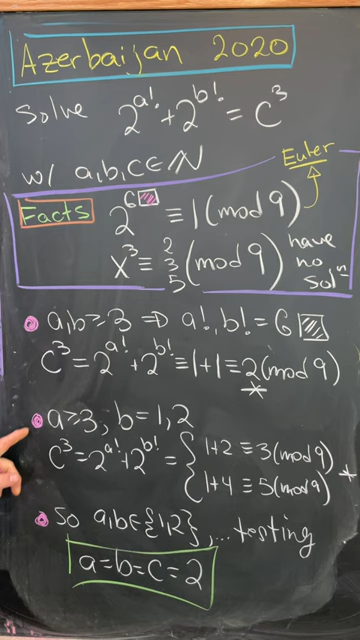 Azerbaijan 2020
Solve 2^{a!} + 2^{b!} = c^3
w/ a,b,c ∈ ℕ
Euler
Facts 2^{6▨} ≡ 1 (mod 9)
x^3 ≡ 2, 3, 5 (mod 9) have no sol^n
a,b ≥ 3 ⇒ a!, b! = 6▨
c^3 = 2^{a!} + 2^{b!} ≡ 1+1 ≡ 2 (mod 9)
a ≥ 3, b = 1, 2
c^3 = 2^{a!} + 2^{b!} = { 1+2 ≡ 3 (mod 9)
1+4 ≡ 5 (mod 9)
So a,b ∈ {1,2}, ... testing
a=b=c=2